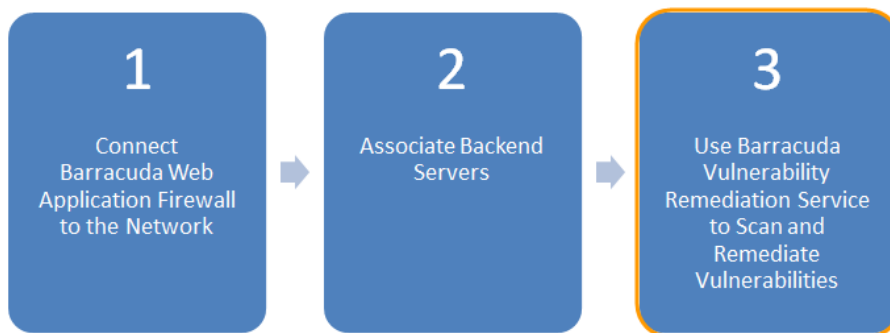 1
Connect
Barracuda Web
Application Firewall
to the Network
2
Associate Backend
Servers
3
Use Barracuda
Vulnerability
Remediation Service
to Scan and
Remediate
Vulnerabilities